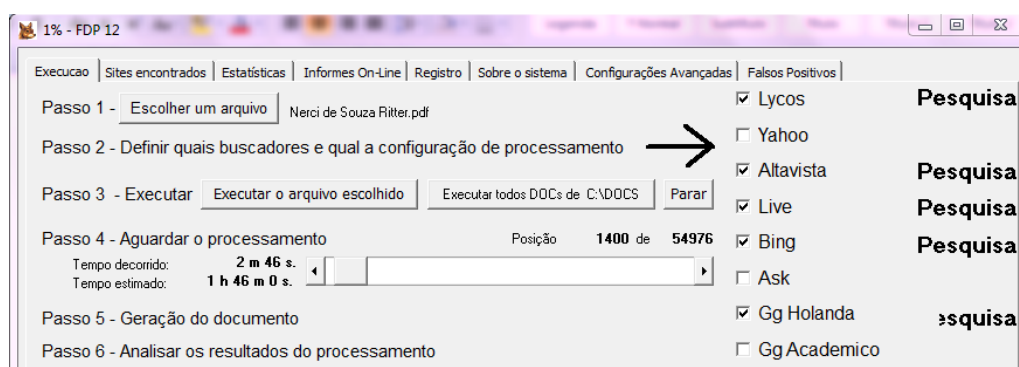 1% - FDP 12
Execucao Sites encontrados Estatísticas Informes On-Line Registro Sobre o sistema Configurações Avançadas Falsos Positivos
Passo 1 - Escolher um arquivo Nerci de Souza Ritter.pdf
Lycos Pesquisa
Passo 2 - Definir quais buscadores e qual a configuração de processamento
Yahoo
Altavista Pesquisa
Passo 3 - Executar Executar o arquivo escolhido Executar todos DOCs de C:\DOCS Parar
Live Pesquisa
Passo 4 - Aguardar o processamento Posição 1400 de 54976
Bing Pesquisa
Tempo decorrido: 2 m 46 s.
Tempo estimado: 1 h 46 m 0 s.
Ask
Passo 5 - Geração do documento
Gg Holanda esquisa
Passo 6 - Analisar os resultados do processamento
Gg Academico